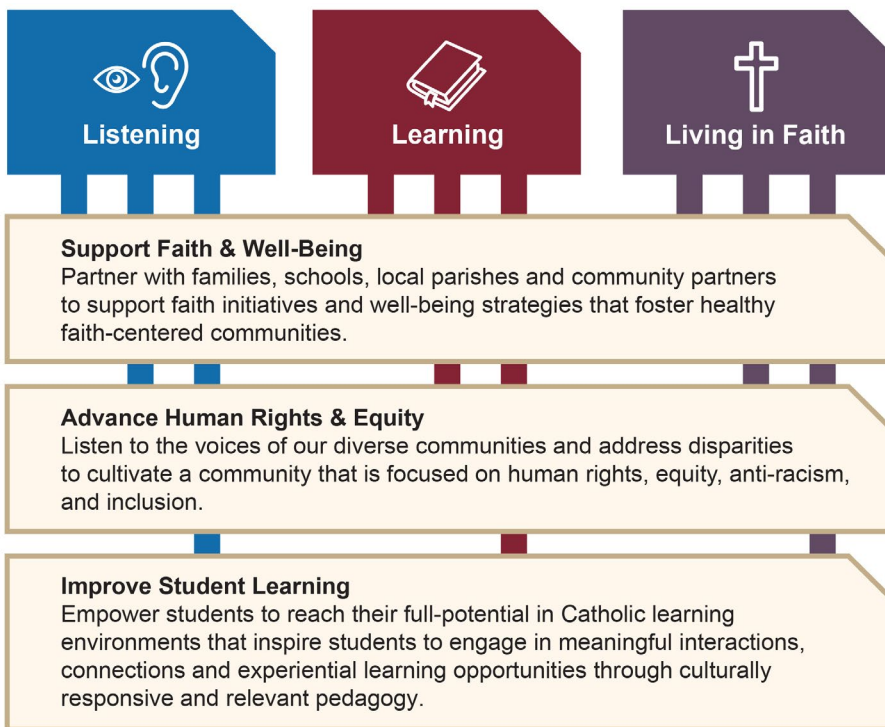 Listening
Learning
Living in Faith
Support Faith & Well-Being
Partner with families, schools, local parishes and community partners
to support faith initiatives and well-being strategies that foster healthy
faith-centered communities.
Advance Human Rights & Equity
Listen to the voices of our diverse communities and address disparities
to cultivate a community that is focused on human rights, equity, anti-racism,
and inclusion.
Improve Student Learning
Empower students to reach their full-potential in Catholic learning
environments that inspire students to engage in meaningful interactions,
connections and experiential learning opportunities through culturally
responsive and relevant pedagogy.